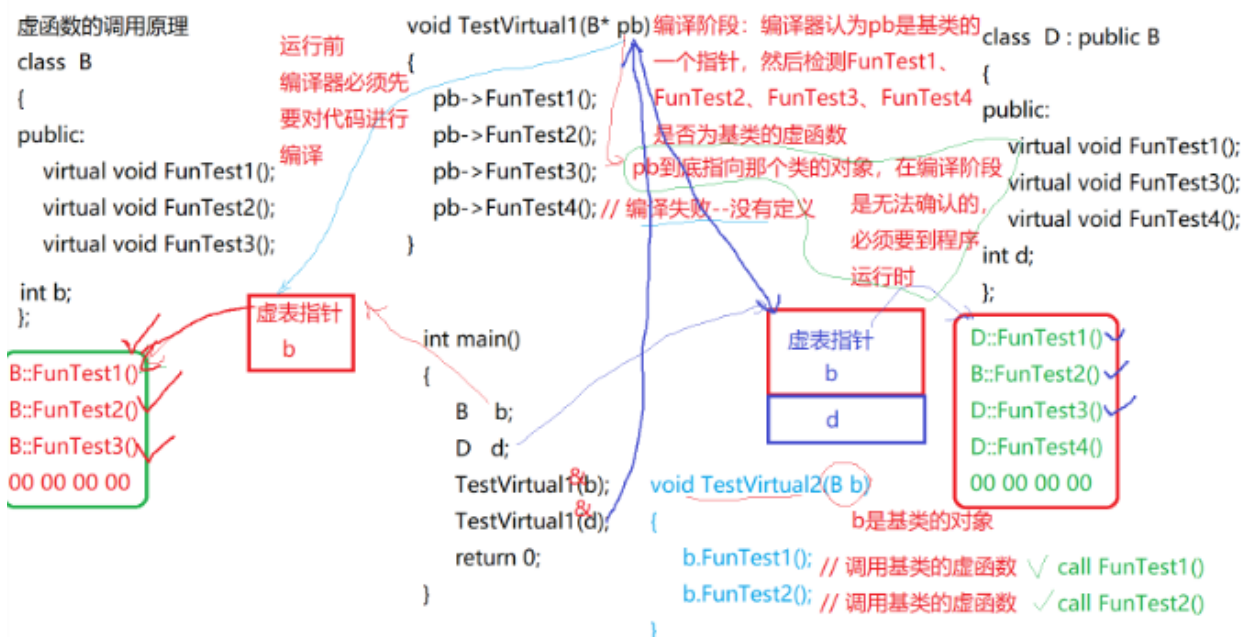 虚函数的调用原理
class B
{
public:
virtual void FunTest1();
virtual void FunTest2();
virtual void FunTest3();
int b;
};
运行前
编译器必须先
要对代码进行
编译
void TestVirtual1(B* pb)
{
pb->FunTest1();
pb->FunTest2();
pb->FunTest3();
pb->FunTest4(); // 编译失败--没有定义
}
编译阶段：编译器认为pb是基类的
一个指针，然后检测FunTest1、
FunTest2、FunTest3、FunTest4
是否为基类的虚函数
pb到底指向那个类的对象，在编译阶段
是无法确认的，
必须要到程序
运行时
class D : public B
{
public:
virtual void FunTest1();
virtual void FunTest3();
virtual void FunTest4();
int d;
};
虚表指针
b
B::FunTest1()
B::FunTest2()
B::FunTest3()
00 00 00 00
int main()
{
B b;
D d;
TestVirtual1(&b);
TestVirtual1(&d);
return 0;
}
虚表指针
b
d
D::FunTest1()
B::FunTest2()
D::FunTest3()
D::FunTest4()
00 00 00 00
void TestVirtual2(B b)
{
b是基类的对象
b.FunTest1(); // 调用基类的虚函数 √ call FunTest1()
b.FunTest2(); // 调用基类的虚函数 √ call FunTest2()
}